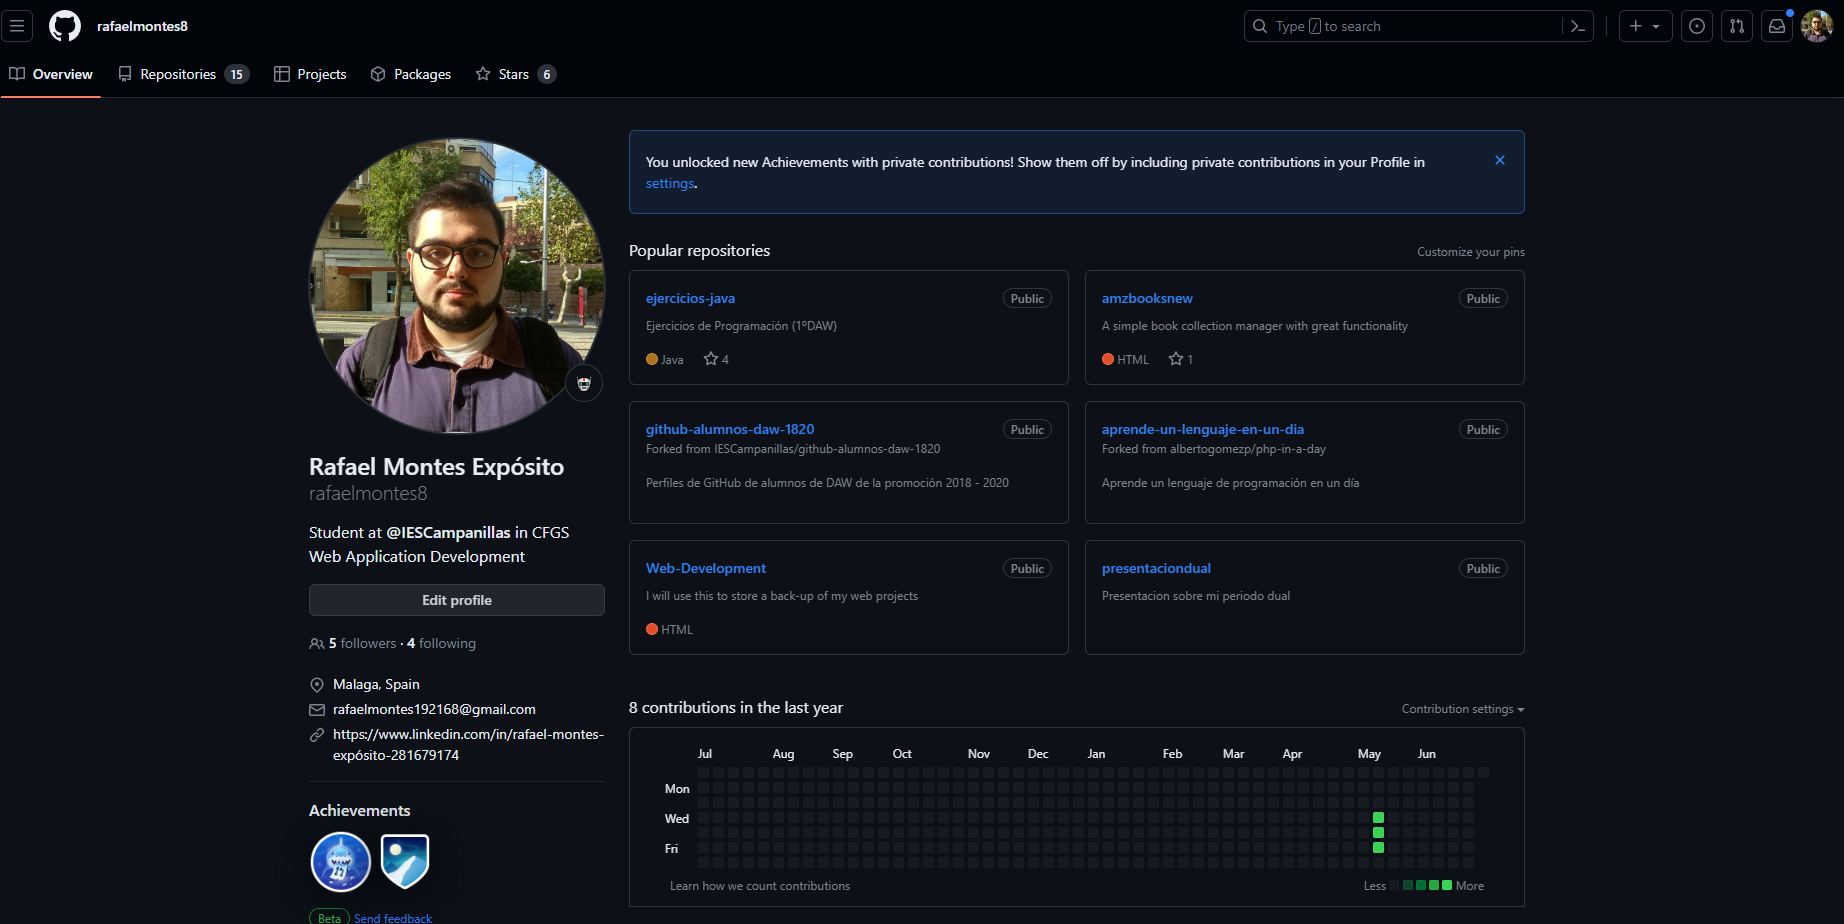 rafaelmontes8
Type / to search
Overview
Repositories 15
Projects
Packages
Stars 6
You unlocked new Achievements with private contributions! Show them off by including private contributions in your Profile in
settings.
Popular repositories
Customize your pins
ejercicios-java
Public
Ejercicios de Programación (1ºDAW)
Java
4
amzbooksnew
Public
A simple book collection manager with great functionality
HTML
1
github-alumnos-daw-1820
Public
Forked from IESCampanillas/github-alumnos-daw-1820
Perfiles de GitHub de alumnos de DAW de la promoción 2018 - 2020
aprende-un-lenguaje-en-un-dia
Public
Forked from albertogomezp/php-in-a-day
Aprende un lenguaje de programación en un día
Web-Development
Public
I will use this to store a back-up of my web projects
HTML
presentaciondual
Public
Presentacion sobre mi periodo dual
Rafael Montes Expósito
rafaelmontes8
Student at @IESCampanillas in CFGS
Web Application Development
Edit profile
5 followers · 4 following
Malaga, Spain
rafaelmontes192168@gmail.com
https://www.linkedin.com/in/rafael-montes-
expósito-281679174
Achievements
Beta Send feedback
8 contributions in the last year
Contribution settings
Jul Aug Sep Oct Nov Dec Jan Feb Mar Apr May Jun
Mon
Wed
Fri
Learn how we count contributions
Less
More